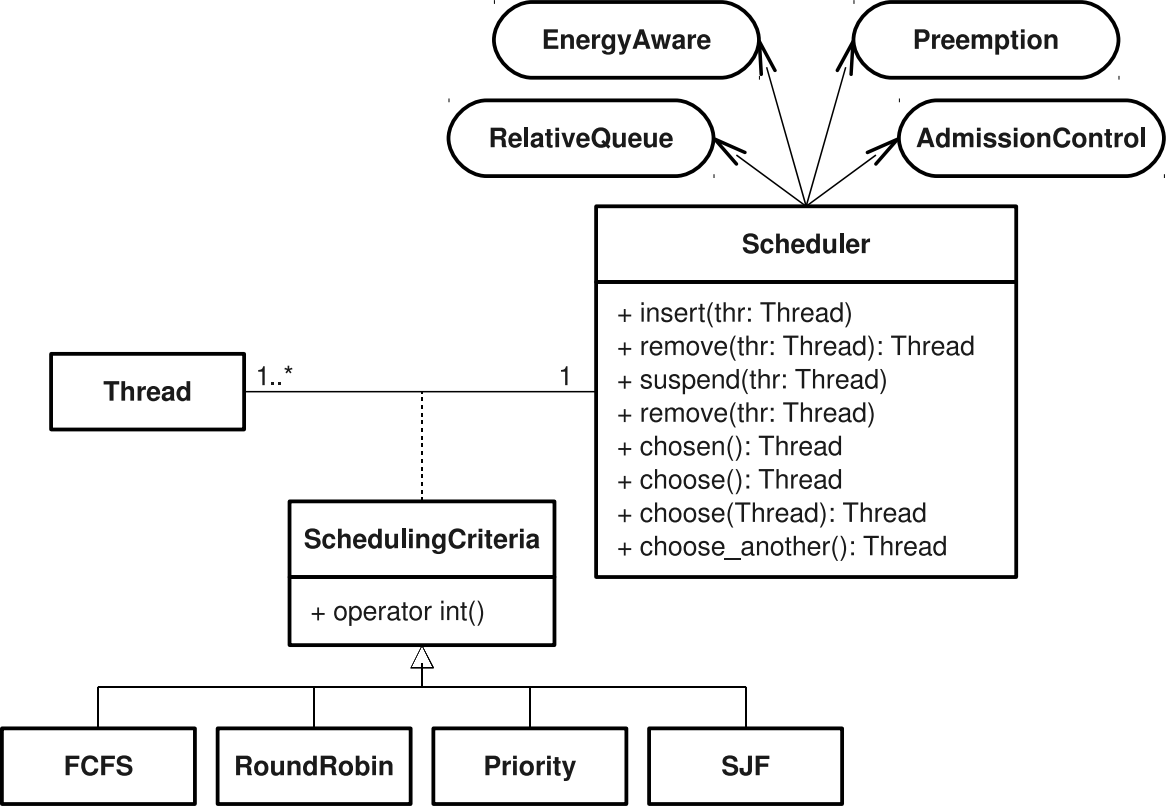 EnergyAware
Preemption
RelativeQueue
AdmissionControl
Scheduler
+ insert(thr: Thread)
+ remove(thr: Thread): Thread
+ suspend(thr: Thread)
+ remove(thr: Thread)
+ chosen(): Thread
+ choose(): Thread
+ choose(Thread): Thread
+ choose_another(): Thread
Thread
1..*
1
SchedulingCriteria
+ operator int()
FCFS
RoundRobin
Priority
SJF